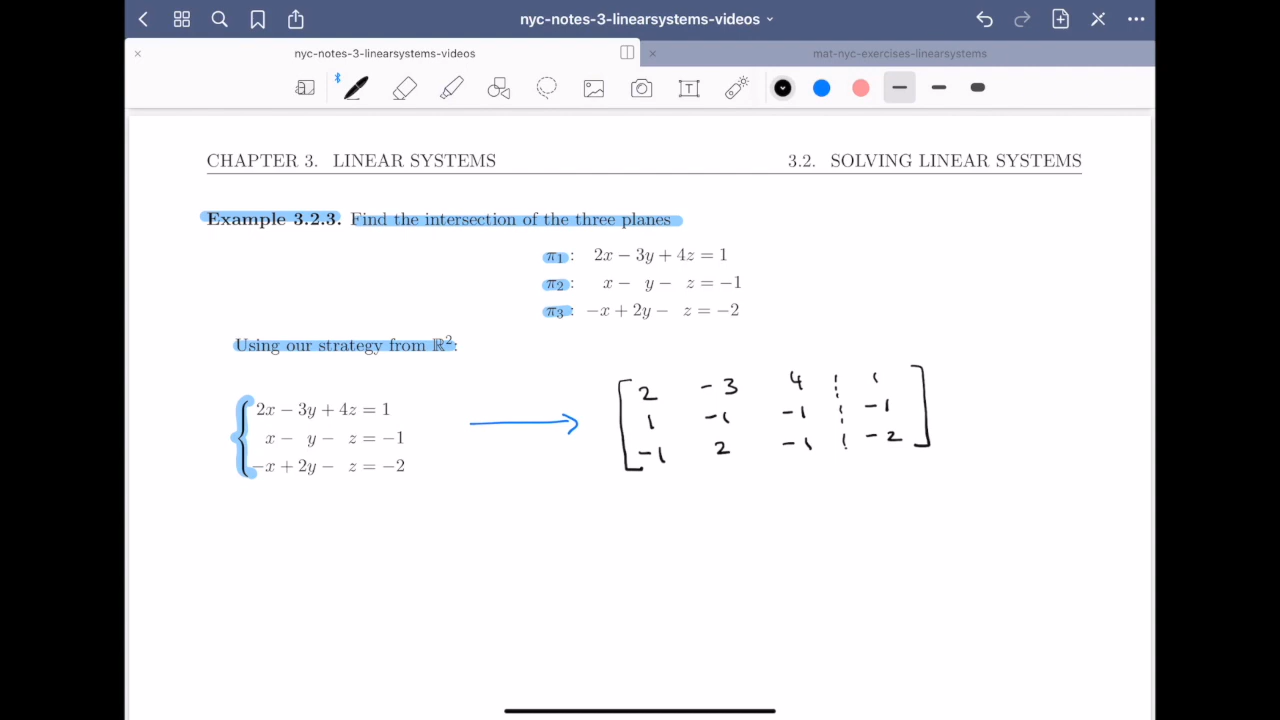 nyc-notes-3-linearsystems-videos
nyc-notes-3-linearsystems-videos
mat-nyc-exercises-linearsystems
CHAPTER 3. LINEAR SYSTEMS 3.2. SOLVING LINEAR SYSTEMS
Example 3.2.3. Find the intersection of the three planes
π₁: 2x − 3y + 4z = 1
π₂: x − y − z = −1
π₃: −x + 2y − z = −2
Using our strategy from ℝ²:
2x − 3y + 4z = 1
x − y − z = −1
−x + 2y − z = −2
2 -3 4 1
1 -1 -1 -1
-1 2 -1 -2